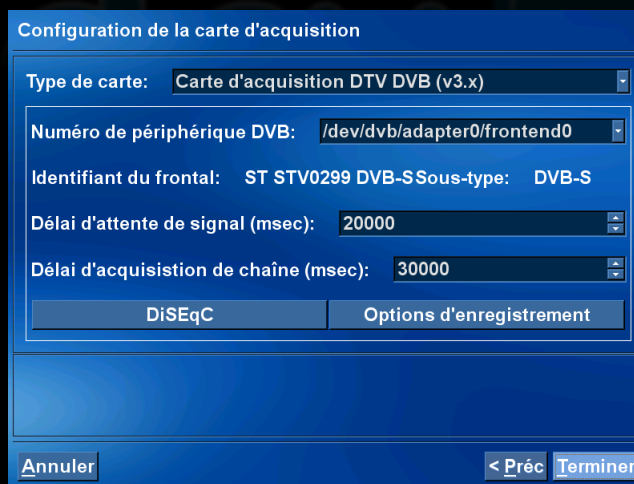 Configuration de la carte d'acquisition
Type de carte: Carte d'acquisition DTV DVB (v3.x)
Numéro de périphérique DVB: /dev/dvb/adapter0/frontend0
Identifiant du frontal: ST STV0299 DVB-S Sous-type: DVB-S
Délai d'attente de signal (msec): 20000
Délai d'acquisistion de chaîne (msec): 30000
DiSEqC Options d'enregistrement
Annuler < Préc Terminer